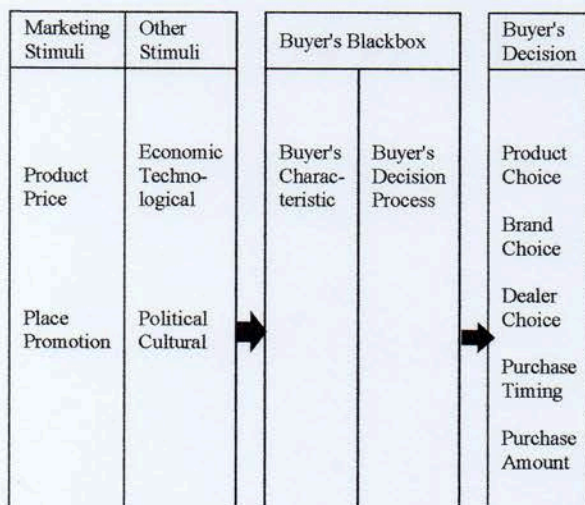 Marketing
Stimuli
Other
Stimuli
Buyer's Blackbox
Buyer's
Decision
Product
Price
Place
Promotion
Economic
Techno-
logical
Political
Cultural
Buyer's
Charac-
teristic
Buyer's
Decision
Process
Product
Choice
Brand
Choice
Dealer
Choice
Purchase
Timing
Purchase
Amount